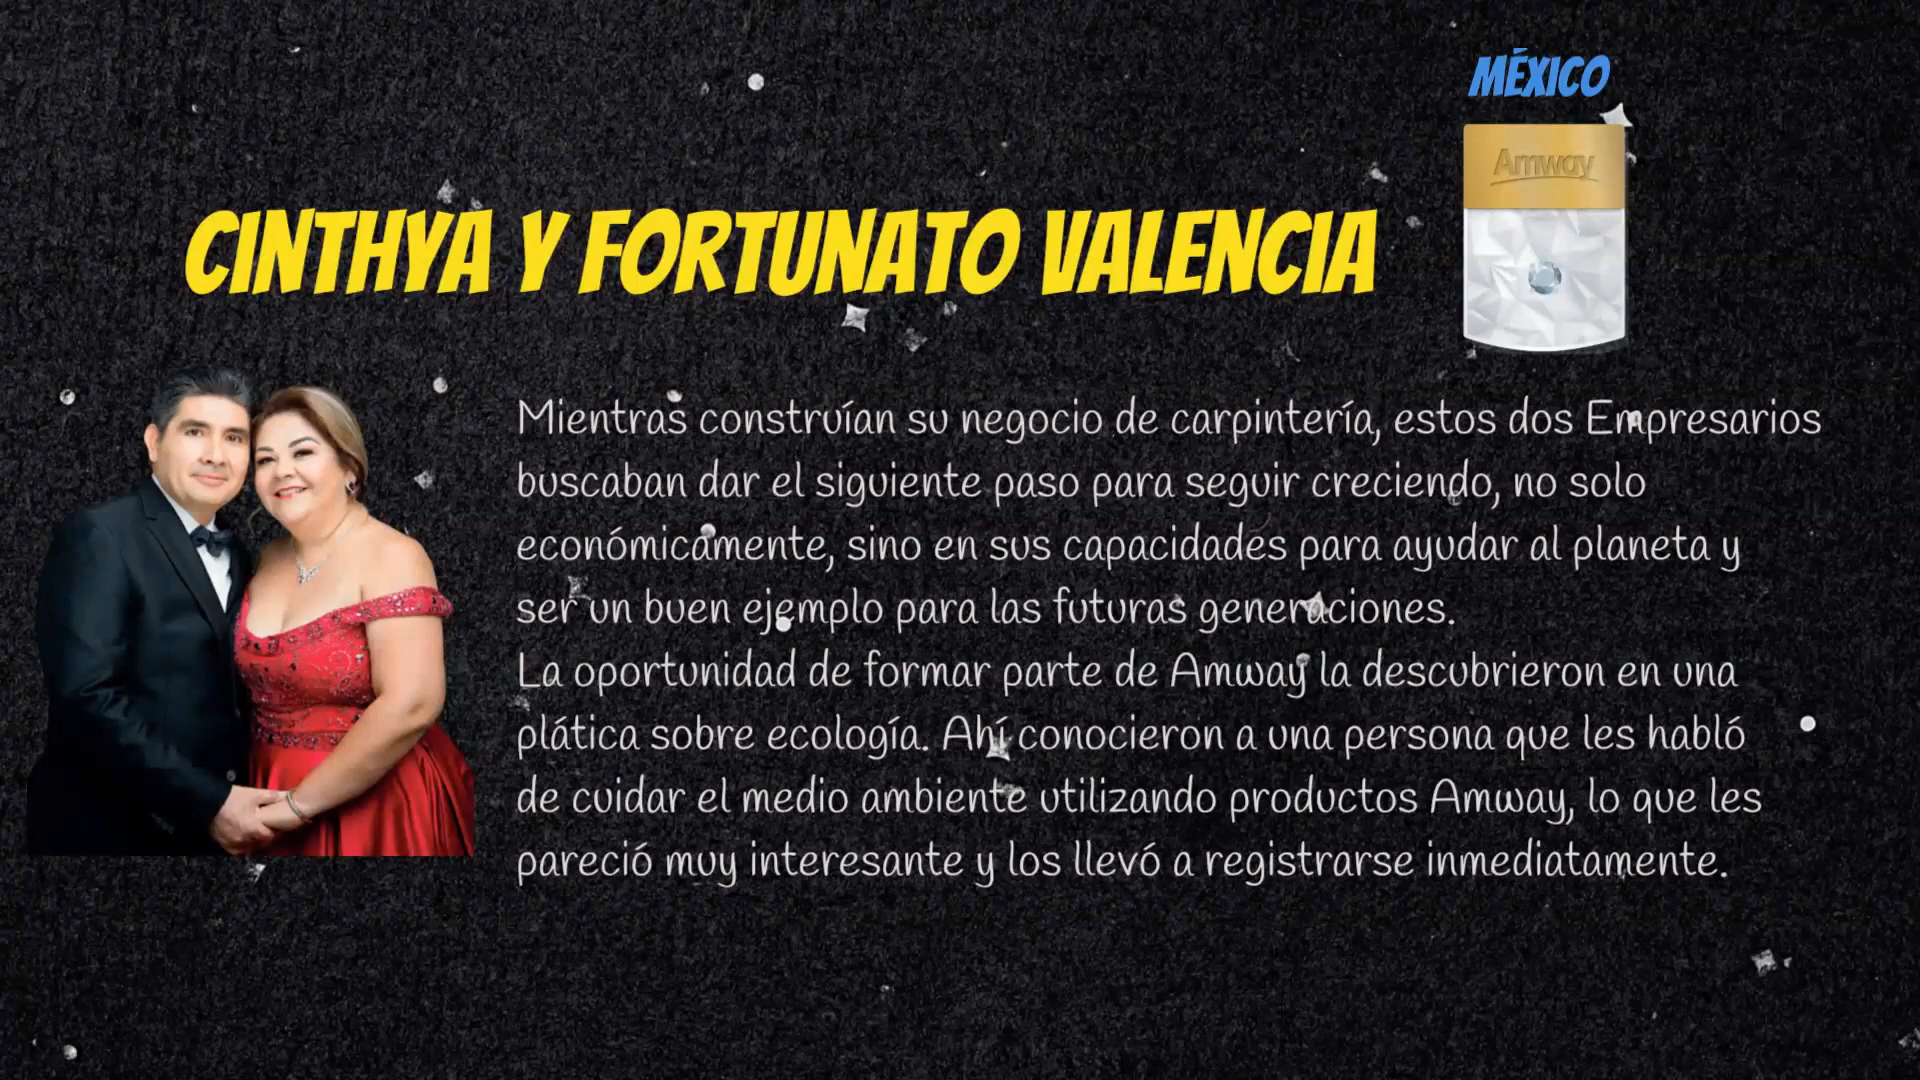 MÉXICO
Amway
CINTHYA Y FORTUNATO VALENCIA
Mientras construían su negocio de carpintería, estos dos Empresarios
buscaban dar el siguiente paso para seguir creciendo, no solo
económicamente, sino en sus capacidades para ayudar al planeta y
ser un buen ejemplo para las futuras generaciones.
La oportunidad de formar parte de Amway la descubrieron en una
plática sobre ecología. Ahí conocieron a una persona que les habló
de cuidar el medio ambiente utilizando productos Amway, lo que les
pareció muy interesante y los llevó a registrarse inmediatamente.